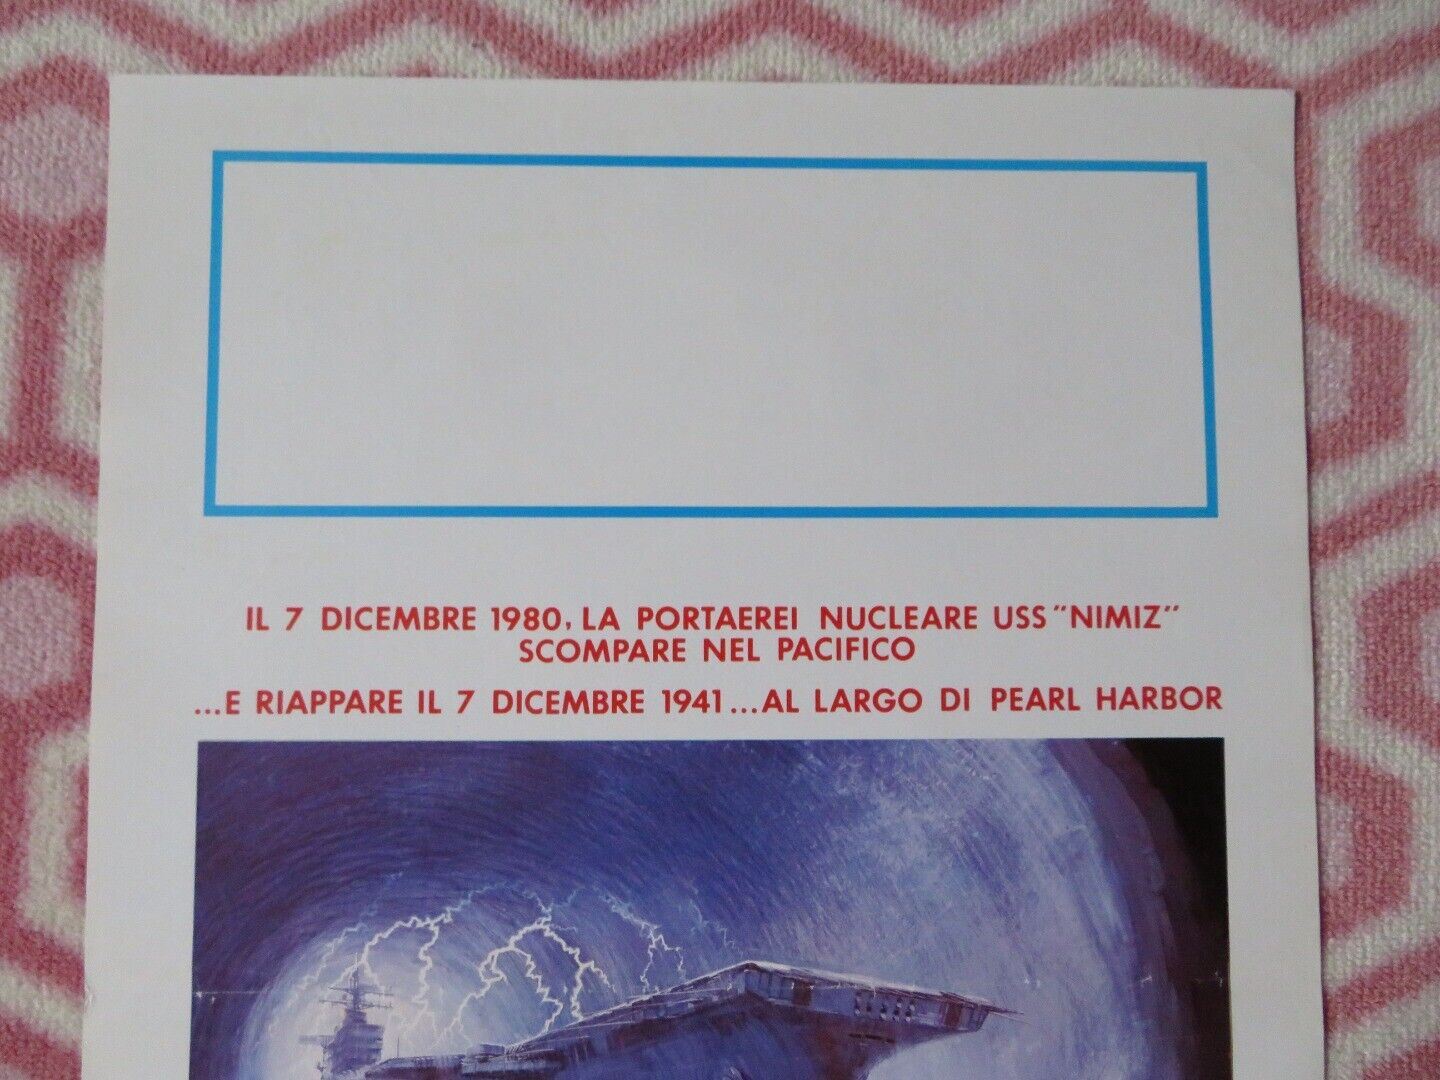 IL 7 DICEMBRE 1980, LA PORTAEREI NUCLEARE USS "NIMIZ"
SCOMPARE NEL PACIFICO
...E RIAPPARE IL 7 DICEMBRE 1941...AL LARGO DI PEARL HARBOR